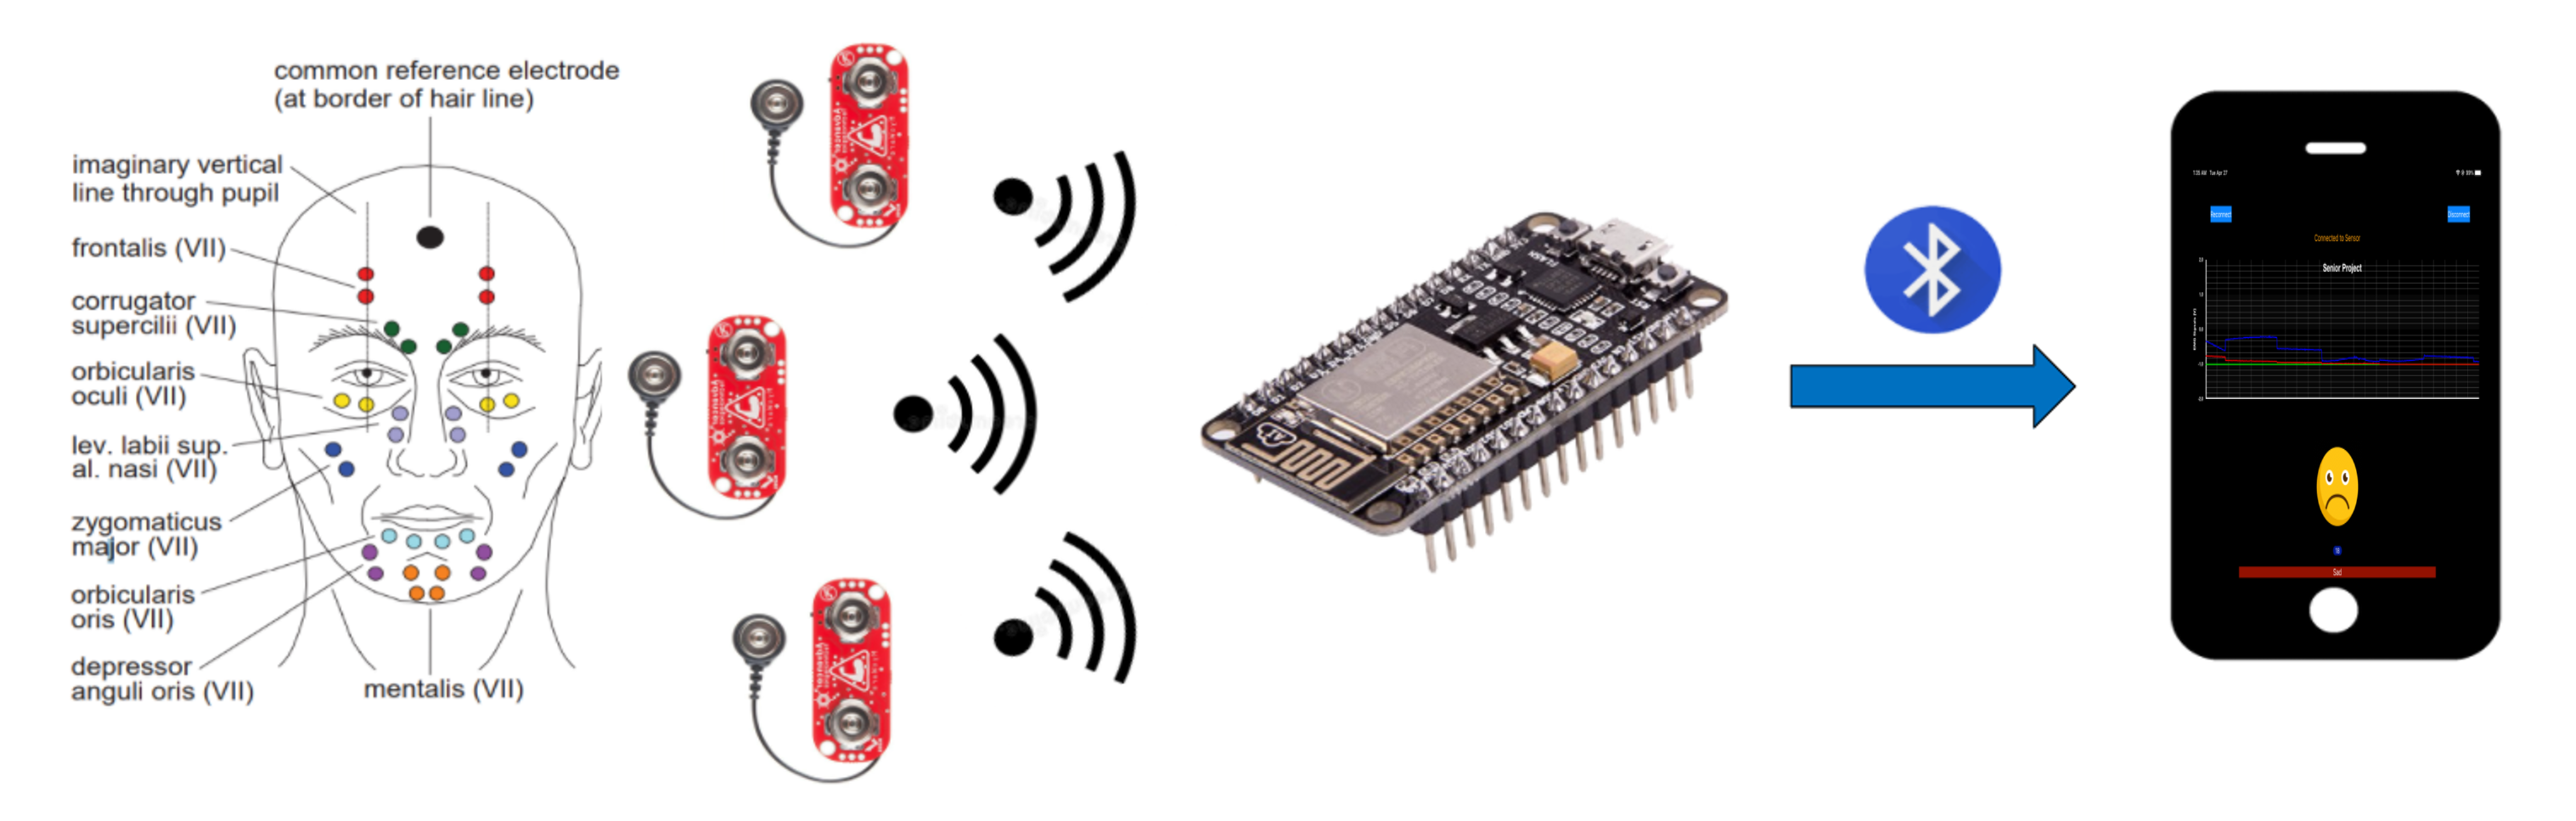 common reference electrode
(at border of hair line)
imaginary vertical
line through pupil
frontalis (VII)
corrugator
supercilii (VII)
orbicularis
oculi (VII)
lev. labii sup.
al. nasi (VII)
zygomaticus
major (VII)
orbicularis
oris (VII)
depressor
anguli oris (VII)
mentalis (VII)
Reconnect
Disconnect
Connected to Sensor
Senior Project
Sad